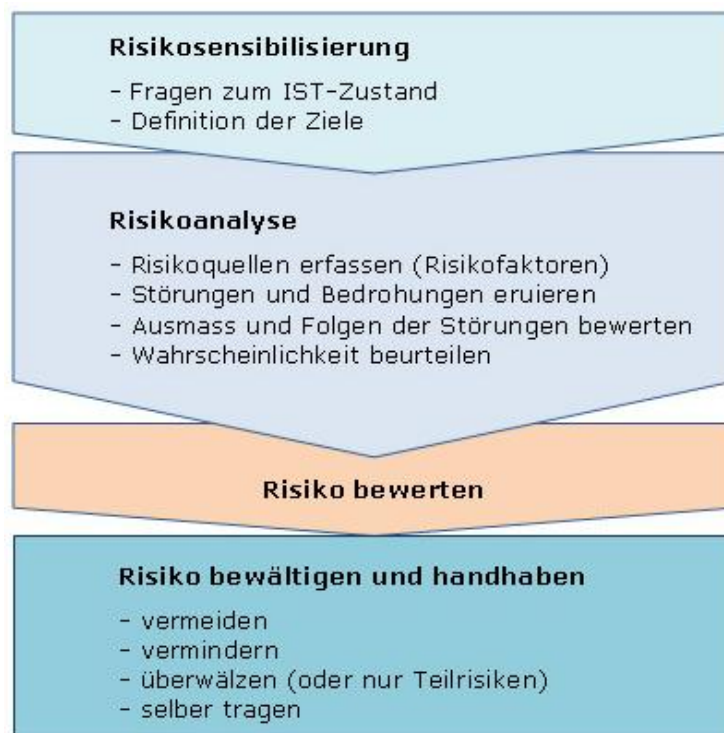 Risikosensibilisierung
- Fragen zum IST-Zustand
- Definition der Ziele
Risikoanalyse
- Risikoquellen erfassen (Risikofaktoren)
- Störungen und Bedrohungen eruieren
- Ausmass und Folgen der Störungen bewerten
- Wahrscheinlichkeit beurteilen
Risiko bewerten
Risiko bewältigen und handhaben
- vermeiden
- vermindern
- überwälzen (oder nur Teilrisiken)
- selber tragen